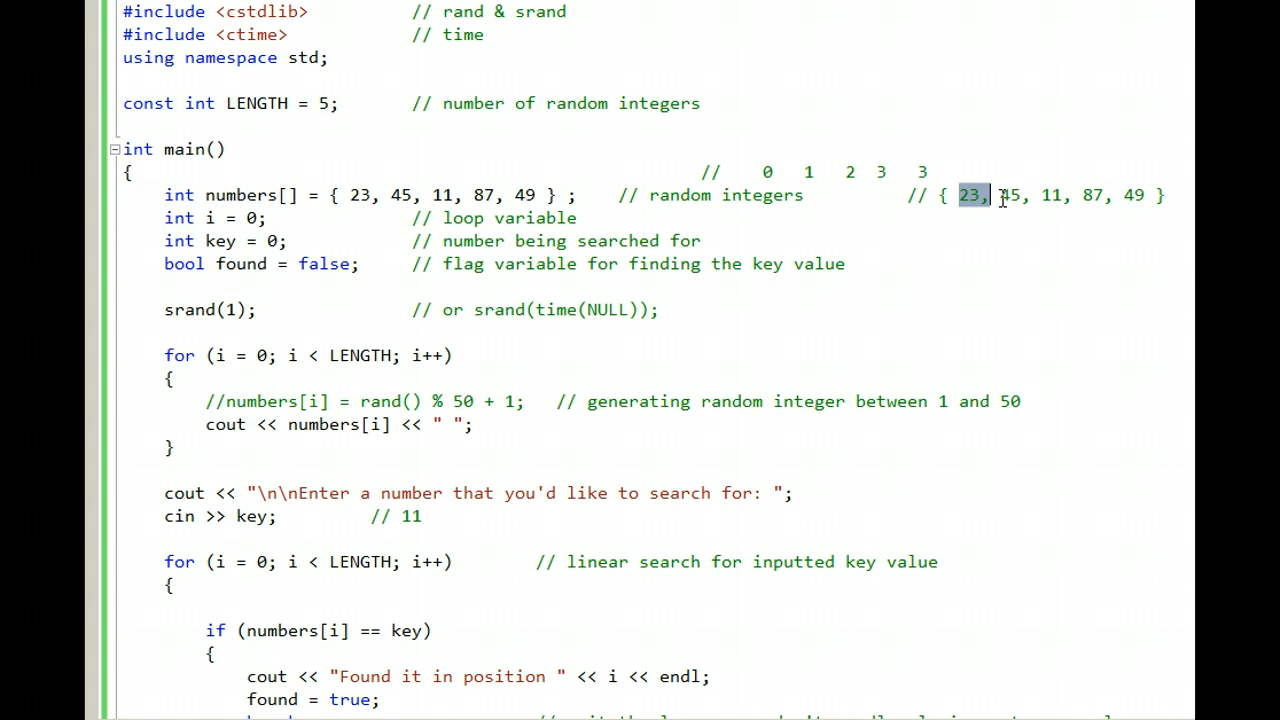 #include <cstdlib> // rand & srand
#include <ctime> // time
using namespace std;
const int LENGTH = 5; // number of random integers
int main()
{ // 0 1 2 3 3
int numbers[] = { 23, 45, 11, 87, 49 } ; // random integers // { 23, 45, 11, 87, 49 }
int i = 0; // loop variable
int key = 0; // number being searched for
bool found = false; // flag variable for finding the key value
srand(1); // or srand(time(NULL));
for (i = 0; i < LENGTH; i++)
{
//numbers[i] = rand() % 50 + 1; // generating random integer between 1 and 50
cout << numbers[i] << " ";
}
cout << "\n\nEnter a number that you'd like to search for: ";
cin >> key; // 11
for (i = 0; i < LENGTH; i++) // linear search for inputted key value
{
if (numbers[i] == key)
{
cout << "Found it in position " << i << endl;
found = true;